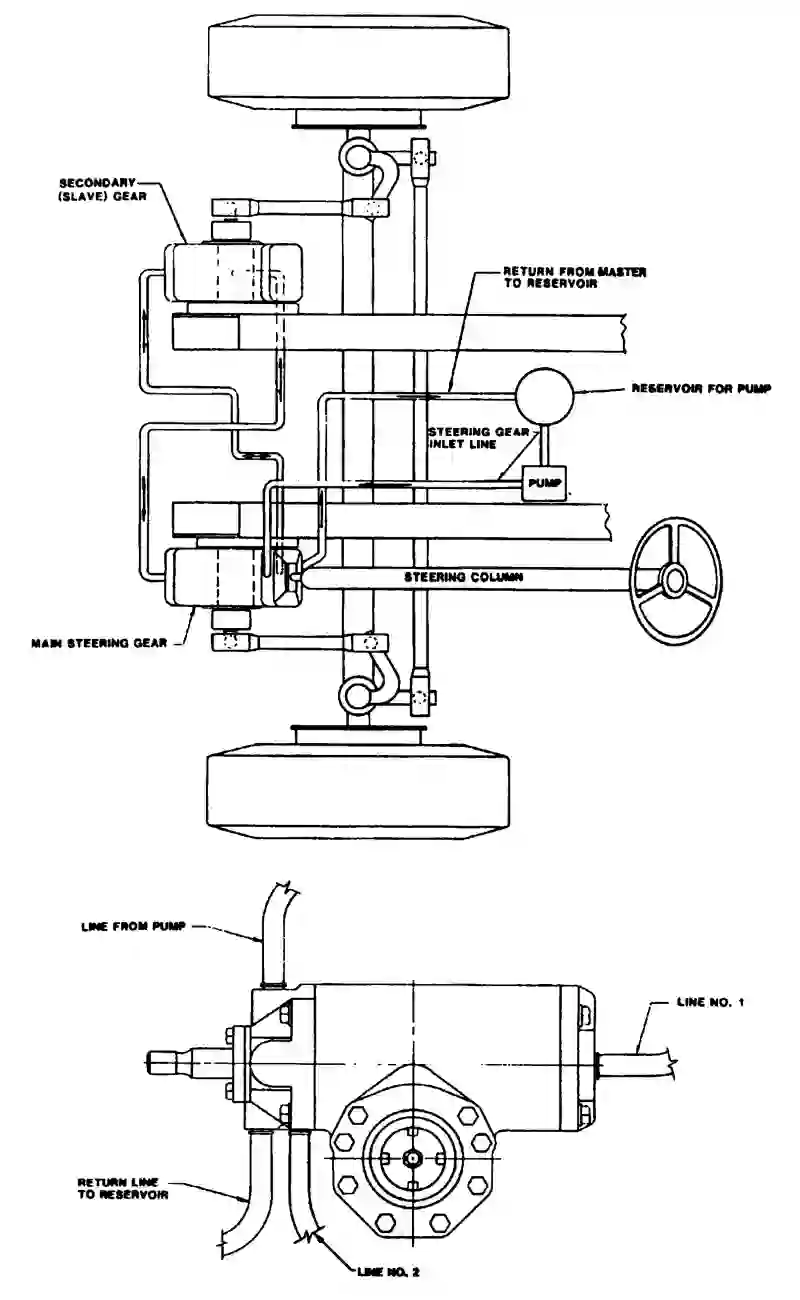 SECONDARY
(SLAVE) GEAR
RETURN FROM MASTER
TO RESERVOIR
RESERVOIR FOR PUMP
STEERING GEAR
INLET LINE
PUMP
STEERING COLUMN
MAIN STEERING GEAR
LINE FROM PUMP
LINE NO. 1
RETURN LINE
TO RESERVOIR
LINE NO. 2